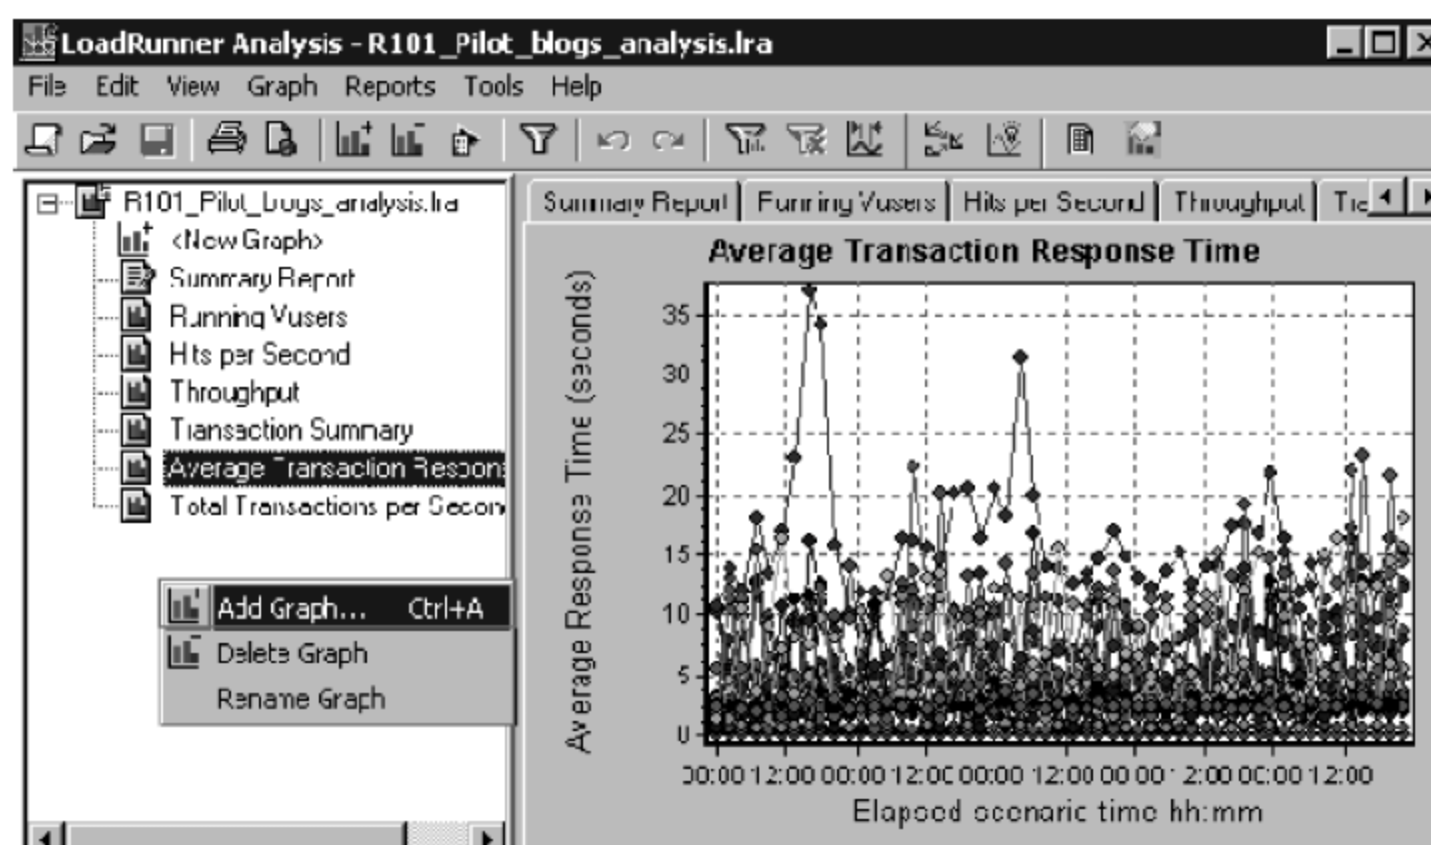 LoadRunner Analysis - R101_Pilot_blogs_analysis.lra
File Edit View Graph Reports Tools Help
R101_Pilot_blogs_analysis.lra
<New Graph>
Summary Report
Running Vusers
Hits per Second
Throughput
Transaction Summary
Average Transaction Respon
Total Transactions per Secon
Add Graph... Ctrl+A
Delete Graph
Rename Graph
Summary Report Running Vusers Hits per Second Throughput Tra
Average Transaction Response Time
Average Response Time (seconds)
35
30
25
20
15
10
5
0
00:00 12:00 00:00 12:00 00:00 12:00 00:00 12:00 00:00 12:00
Elapsed scenario time hh:mm